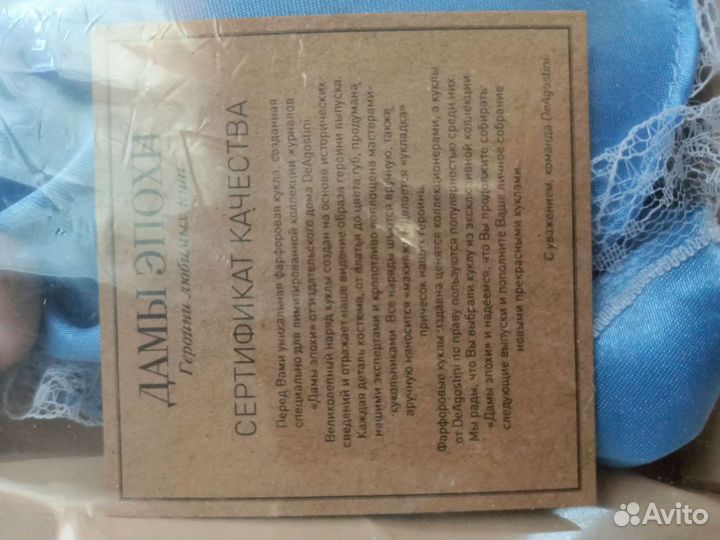 ДАМЫ ЭПОХИ
Героини любимых книг
СЕРТИФИКАТ КАЧЕСТВА
Перед Вами уникальная фарфоровая кукла, созданная
специально для лимитированной коллекции журналов
«Дамы эпохи» от издательского дома DeAgostini.
Великолепный наряд куклы создан на основе исторических
сведений и отражает наше видение образа героини выпуска.
Каждая деталь костюма, от платья до цвета губ, продумана
нашими экспертами и кропотливо воплощена мастерами-
кукольниками. Все наряды шьются вручную, также
вручную наносится «макияж» и делается «укладка»
причесок наших героинь.
Фарфоровые куклы издавна ценятся коллекционерами, а куклы
от DeAgostini по праву пользуются популярностью среди них.
Мы рады, что Вы выбрали куклу из эксклюзивной коллекции
«Дамы эпохи» и надеемся, что Вы продолжите собирать
следующие выпуски и пополните Ваше личное собрание
новыми прекрасными куклами.
С уважением, команда DeAgostini
Avito